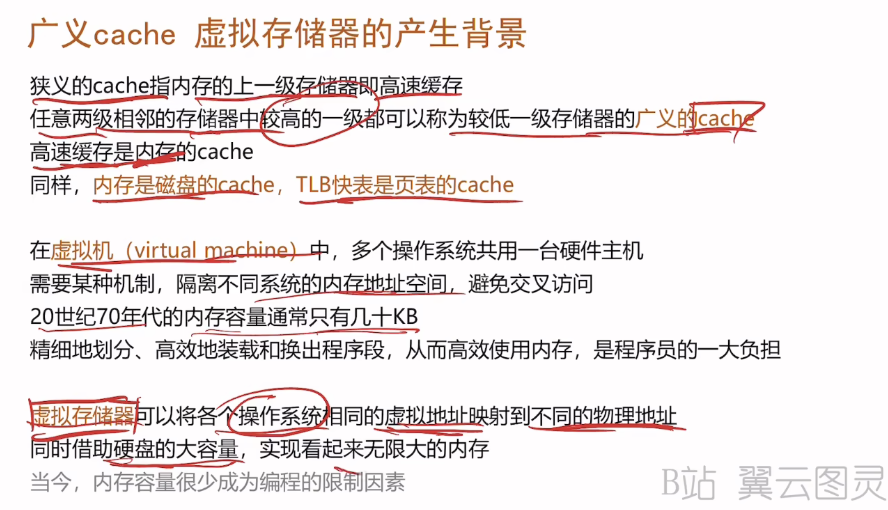 广义cache 虚拟存储器的产生背景
狭义的cache指内存的上一级存储器即高速缓存
任意两级相邻的存储器中较高的一级都可以称为较低一级存储器的广义的cache
高速缓存是内存的cache
同样，内存是磁盘的cache，TLB快表是页表的cache
在虚拟机（virtual machine）中，多个操作系统共用一台硬件主机
需要某种机制，隔离不同系统的内存地址空间，避免交叉访问
20世纪70年代的内存容量通常只有几十KB
精细地划分、高效地装载和换出程序段，从而高效使用内存，是程序员的一大负担
虚拟存储器可以将各个操作系统相同的虚拟地址映射到不同的物理地址
同时借助硬盘的大容量，实现看起来无限大的内存
当今，内存容量很少成为编程的限制因素
B站 翼云图灵